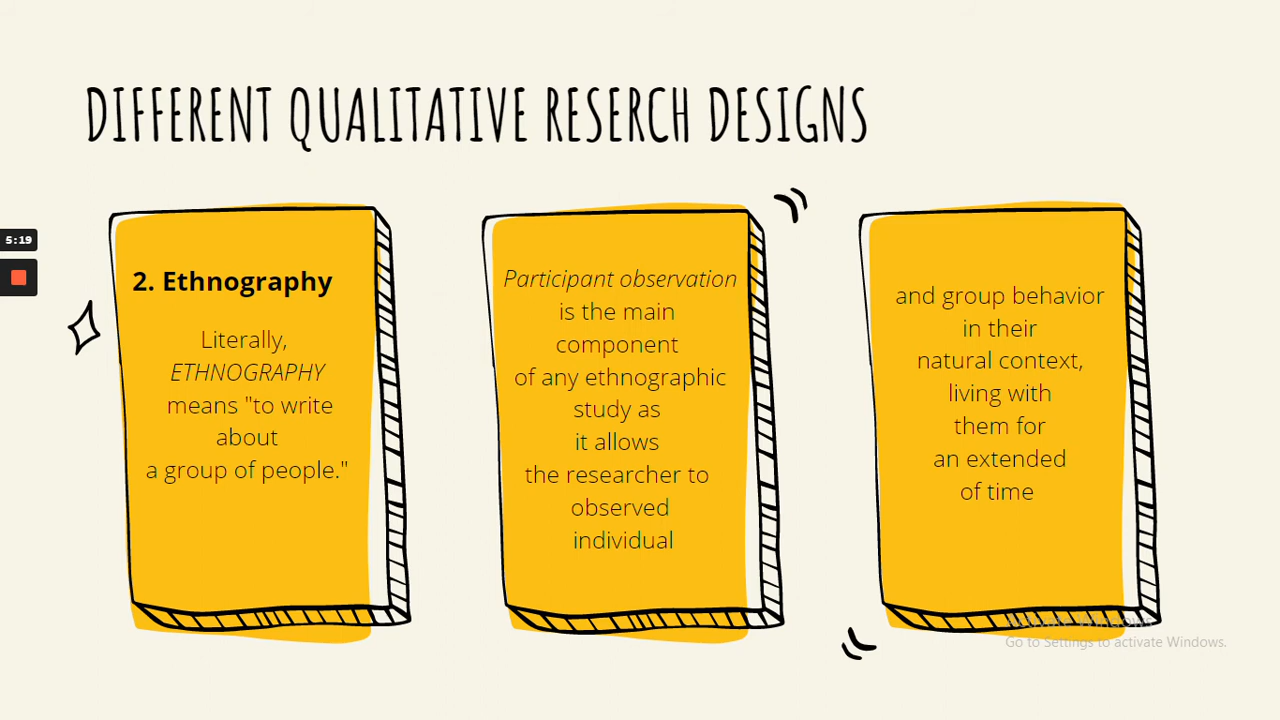 DIFFERENT QUALITATIVE RESERCH DESIGNS
5:19
2. Ethnography
Literally,
ETHNOGRAPHY
means "to write
about
a group of people."
Participant observation
is the main
component
of any ethnographic
study as
it allows
the researcher to
observed
individual
and group behavior
in their
natural context,
living with
them for
an extended
of time
Activate Windows
Go to Settings to activate Windows.